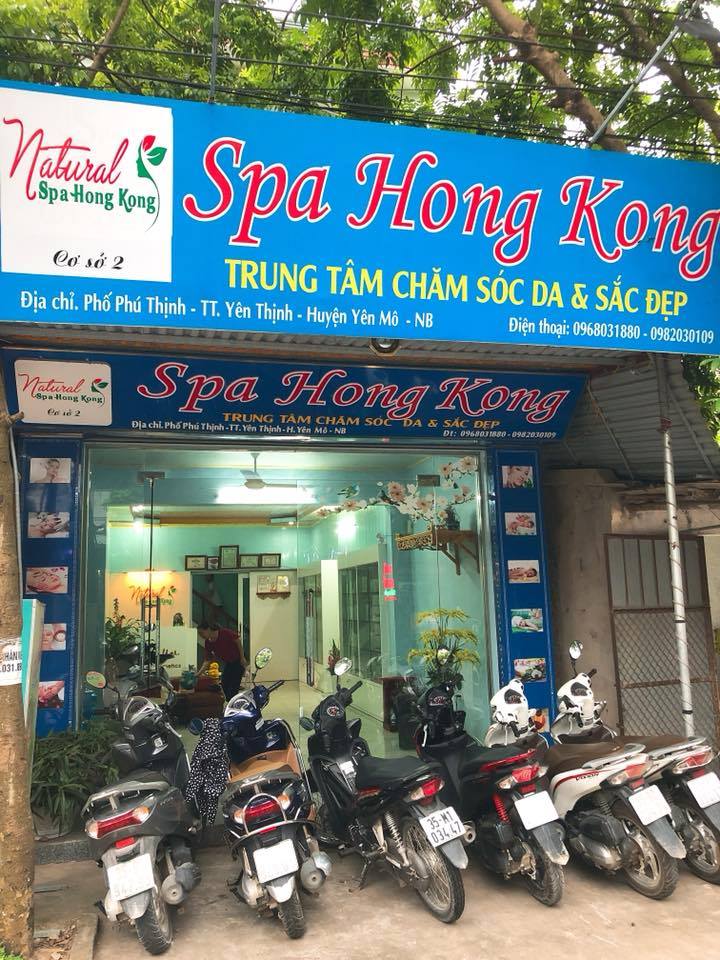 Natural
Spa Hong Kong
Cơ sở 2
Spa Hong Kong
TRUNG TÂM CHĂM SÓC DA & SẮC ĐẸP
Địa chỉ. Phố Phú Thịnh - TT. Yên Thịnh - Huyện Yên Mô - NB
Điện thoại: 0968031880 - 0982030109
Natural
Spa Hong Kong
Cơ sở 2
Spa Hong Kong
TRUNG TÂM CHĂM SÓC DA & SẮC ĐẸP
Địa chỉ. Phố Phú Thịnh -TT. Yên Thịnh - H. Yên Mô - NB
Đt: 0968031880 -0982030109
Natural
35-M1
034.47